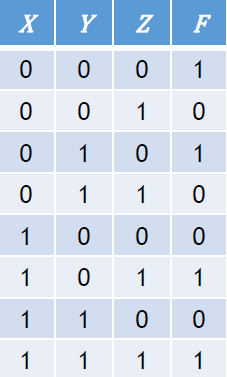 X Y Z F
0 0 0 1
0 0 1 0
0 1 0 1
0 1 1 0
1 0 0 0
1 0 1 1
1 1 0 0
1 1 1 1